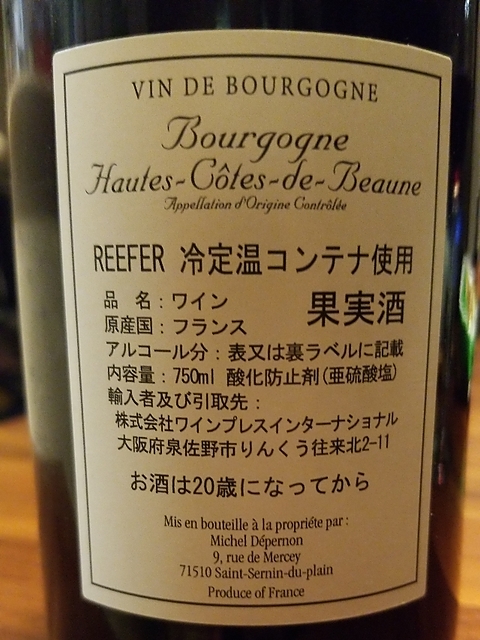 VIN DE BOURGOGNE
Bourgogne
Hautes-Côtes-de-Beaune
Appellation d'Origine Contrôlée
REEFER 冷定温コンテナ使用
品 名：ワイン
果実酒
原産国：フランス
アルコール分：表又は裏ラベルに記載
内容量：750ml 酸化防止剤(亜硫酸塩)
輸入者及び引取先：
株式会社ワインプレスインターナショナル
大阪府泉佐野市りんくう往来北2-11
お酒は20歳になってから
Mis en bouteille à la propriéte par :
Michel Dépernon
9, rue de Mercey
71510 Saint-Sernin-du-plain
Produce of France